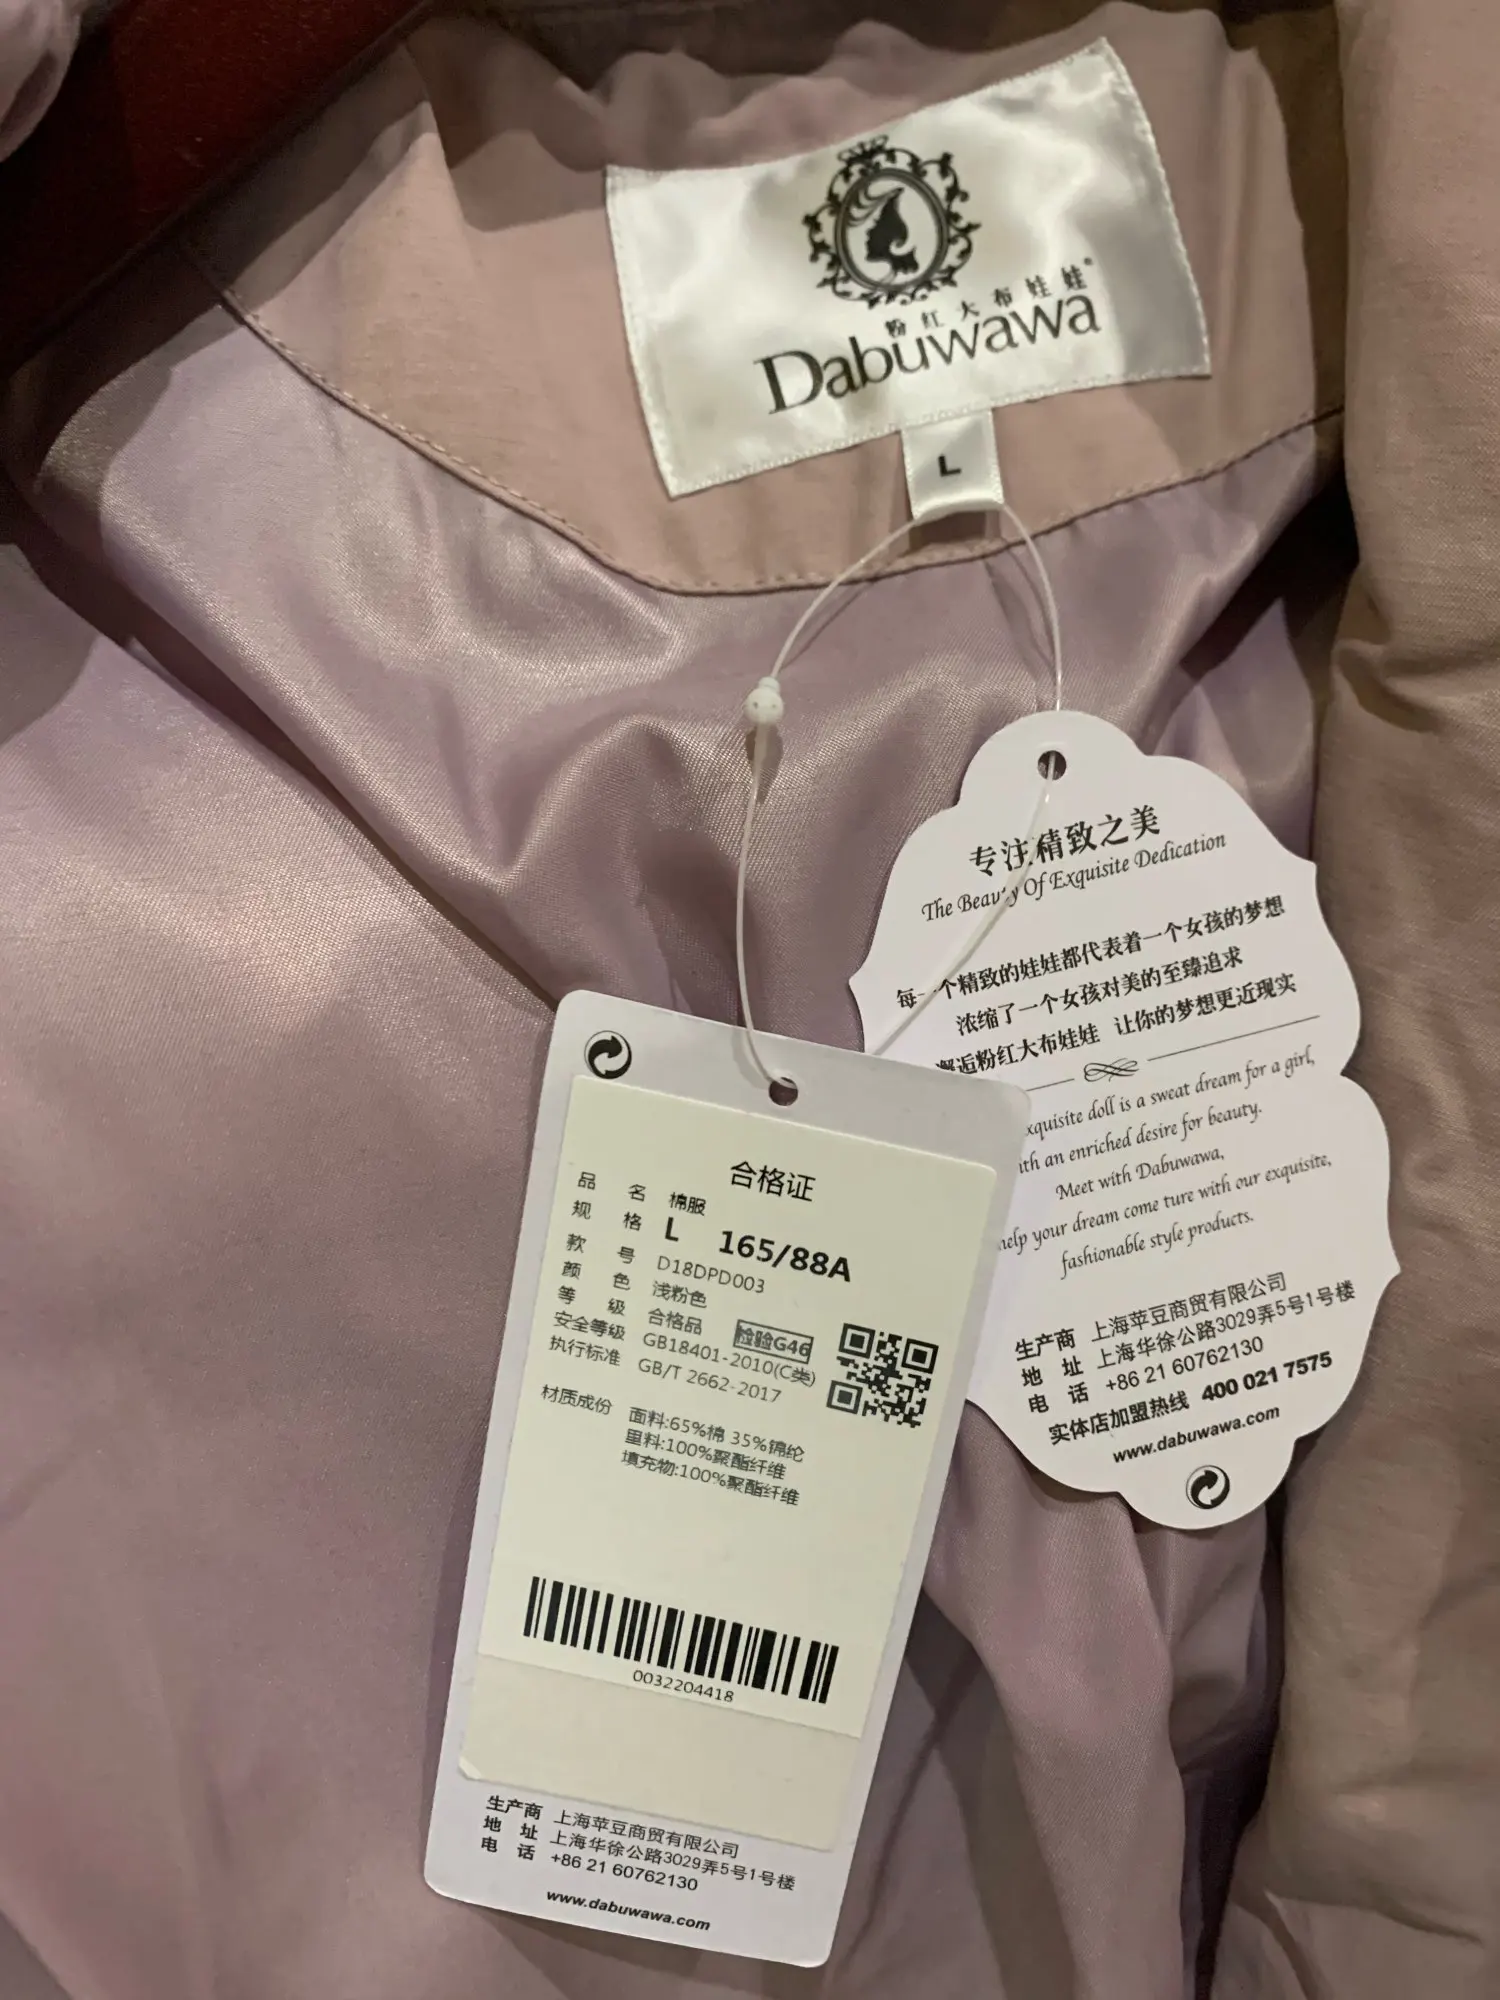 粉红大布娃娃®
Dabuwawa
L
专注精致之美
The Beauty Of Exquisite Dedication
每一个精致的娃娃都代表着一个女孩的梦想
浓缩了一个女孩对美的至臻追求
邂逅粉红大布娃娃 让你的梦想更近现实
exquisite doll is a sweat dream for a girl,
with an enriched desire for beauty.
Meet with Dabuwawa,
help your dream come ture with our exquisite,
fashionable style products.
生产商 上海苹豆商贸有限公司
地 址 上海华徐公路3029弄5号1号楼
电 话 +86 21 60762130
实体店加盟热线 400 021 7575
www.dabuwawa.com
合格证
品 名 棉服
规 格 L 165/88A
款 号 D18DPD003
颜 色 浅粉色
等 级 合格品 检验G46
安全等级 GB18401-2010(C类)
执行标准 GB/T 2662-2017
材质成份 面料:65%棉 35%锦纶
里料:100%聚酯纤维
填充物:100%聚酯纤维
0032204418
生产商 上海苹豆商贸有限公司
地 址 上海华徐公路3029弄5号1号楼
电 话 +86 21 60762130
www.dabuwawa.com